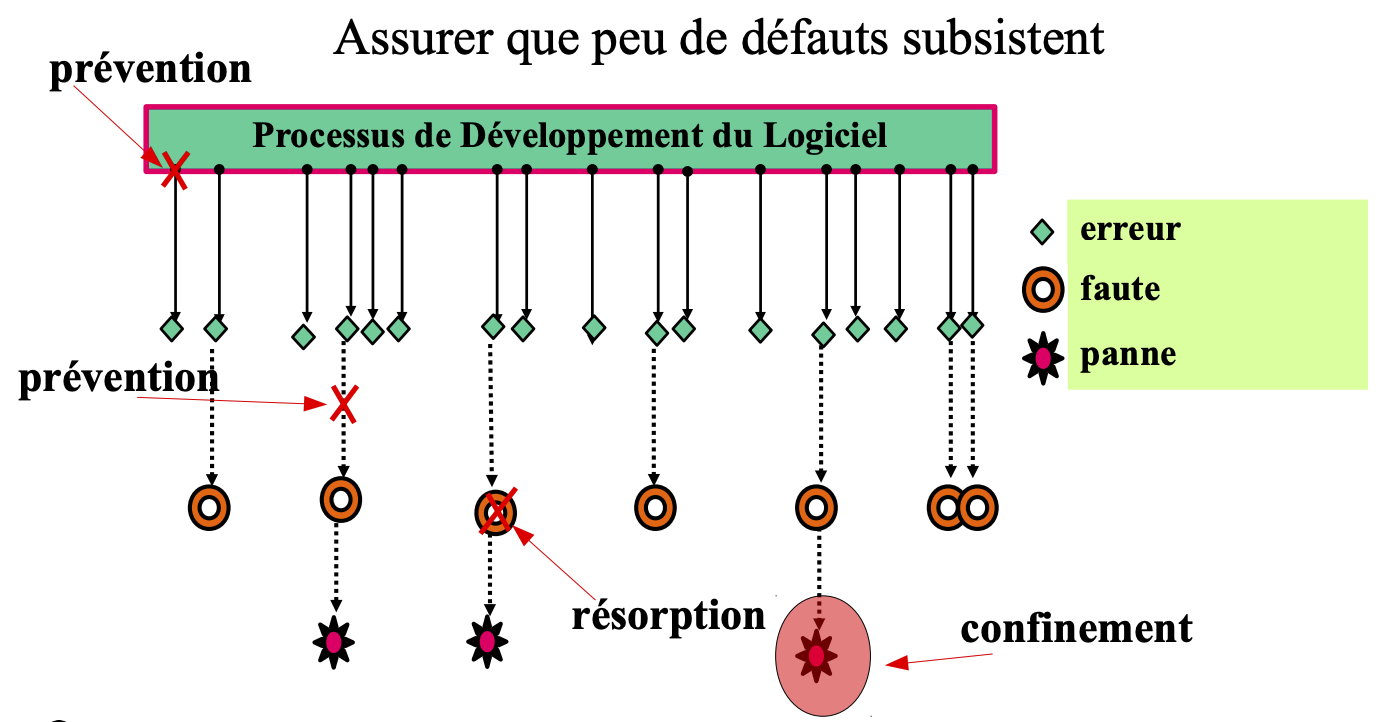 Assurer que peu de défauts subsistent
prévention
Processus de Développement du Logiciel
erreur
faute
panne
prévention
résorption
confinement